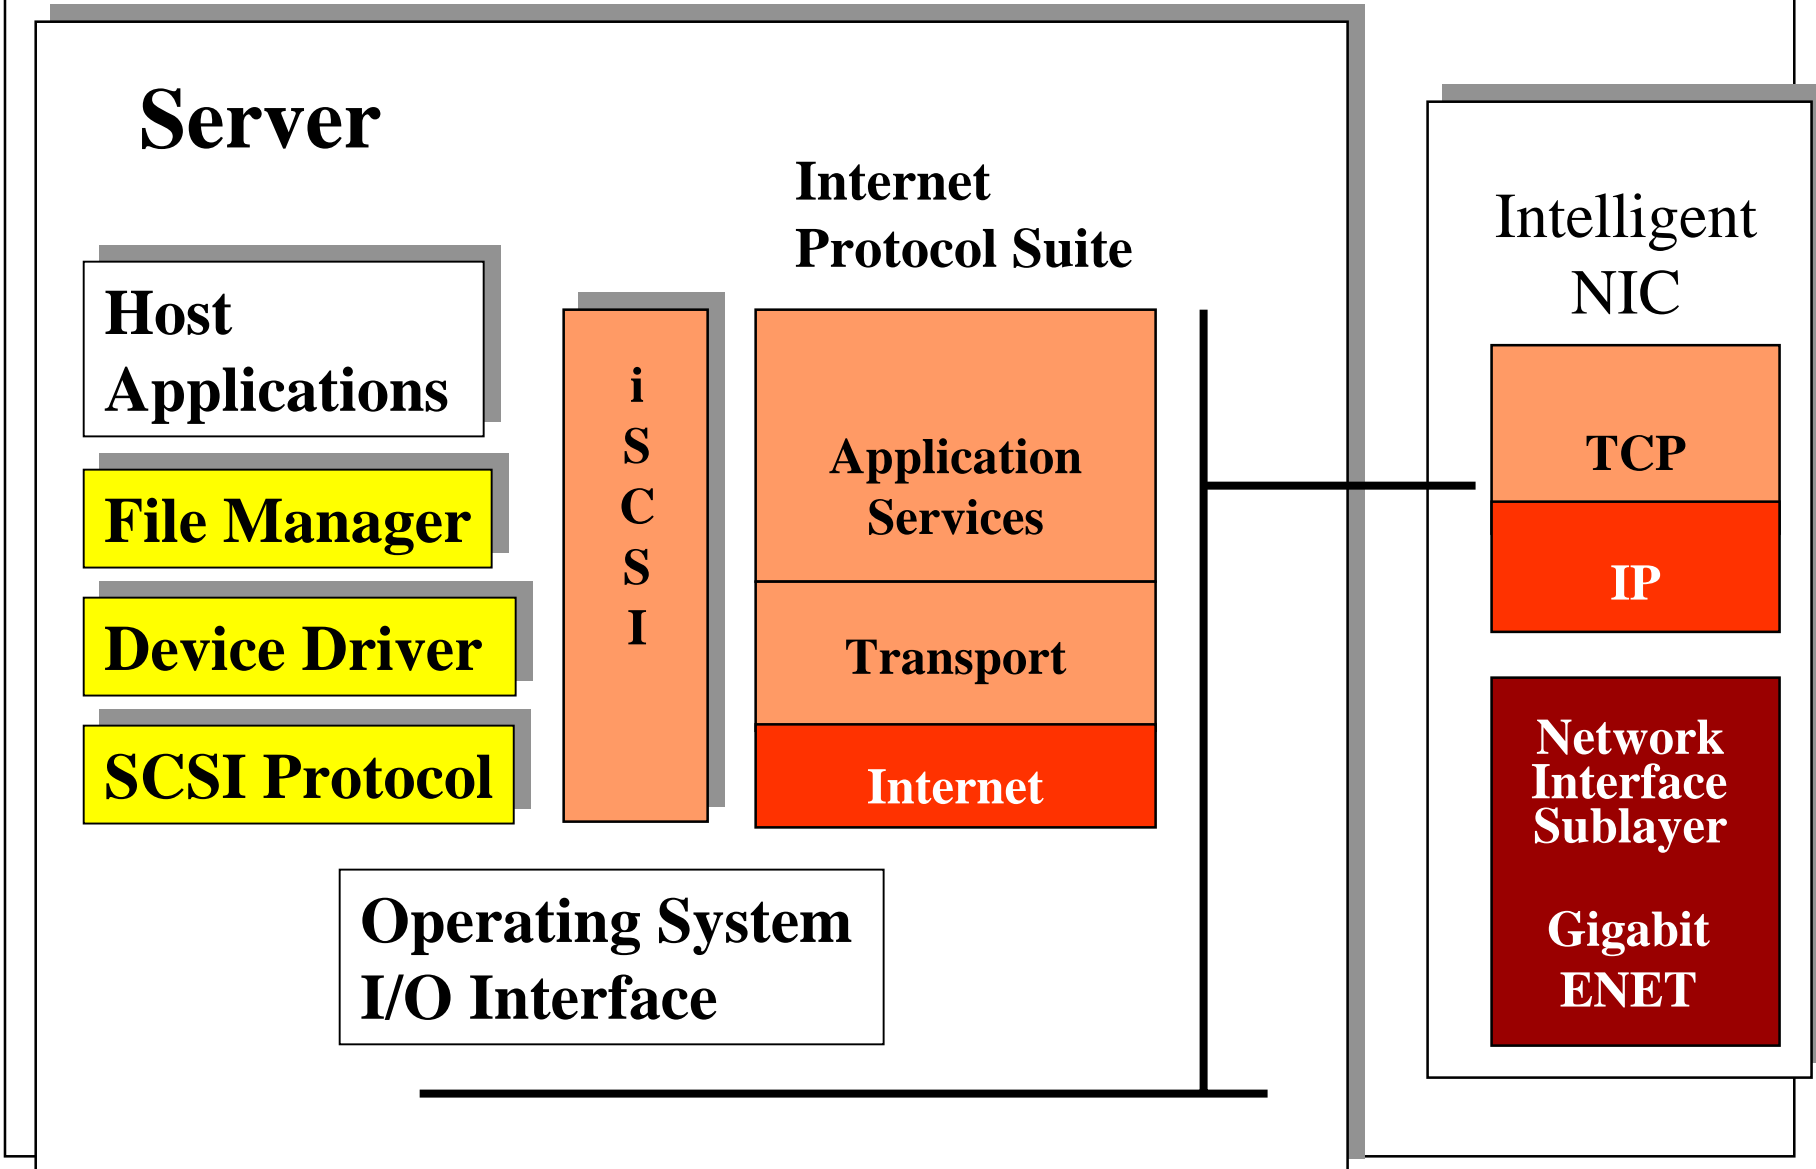 Server
Host
Applications
File Manager
Device Driver
SCSI Protocol
i
S
C
S
I
Internet
Protocol Suite
Application
Services
Transport
Internet
Operating System
I/O Interface
Intelligent
NIC
TCP
IP
Network
Interface
Sublayer
Gigabit
ENET